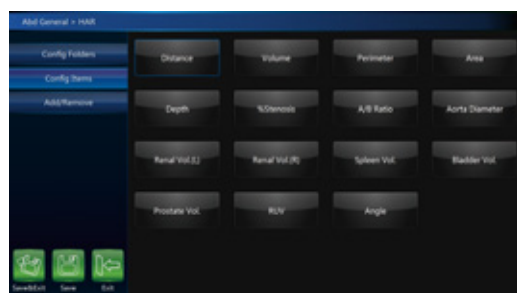 Abd General > HAR
Config Folders
Config Items
Add/Remove
Distance
Volume
Perimeter
Area
Depth
%Stenosis
A/B Ratio
Aorta Diameter
Renal Vol.(L)
Renal Vol.(R)
Spleen Vol.
Bladder Vol.
Prostate Vol.
RUV
Angle
Save&Exit
Save
Exit